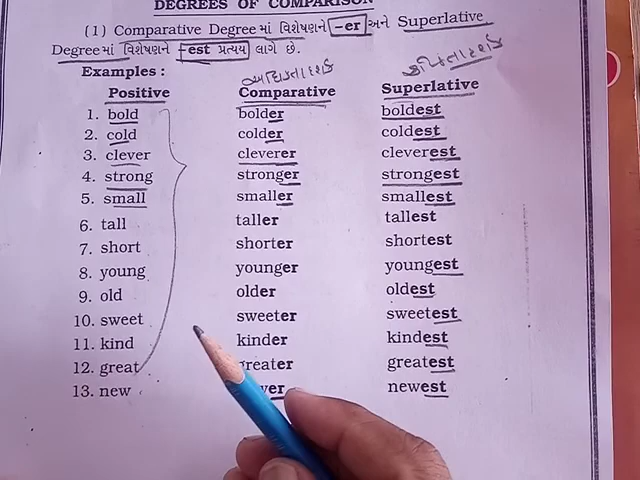 DEGREES OF COMPARISON
(1) Comparative Degree માં વિશેષણને -er અને Superlative
Degree માં વિશેષણને -est પ્રત્યય લાગે છે.
Examples :
Positive Comparative Superlative
1. bold bolder boldest
2. cold colder coldest
3. clever cleverer cleverest
4. strong stronger strongest
5. small smaller smallest
6. tall taller tallest
7. short shorter shortest
8. young younger youngest
9. old older oldest
10. sweet sweeter sweetest
11. kind kinder kindest
12. great greater greatest
13. new newest